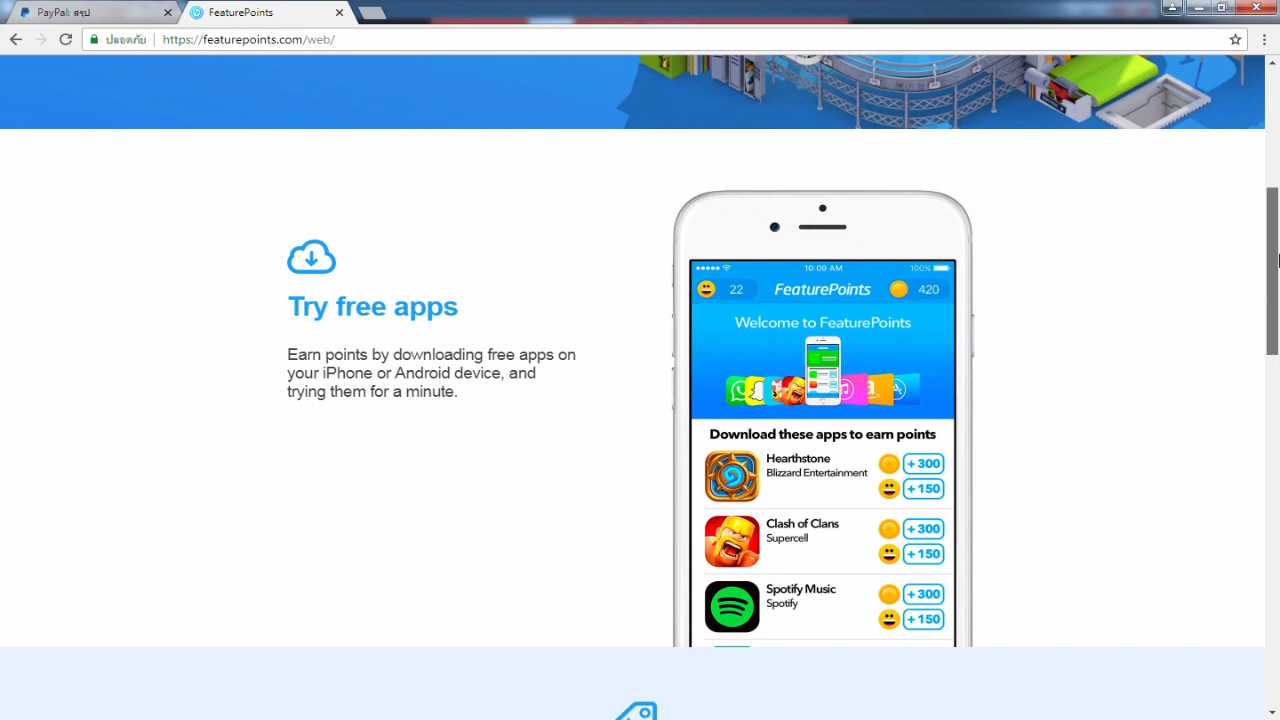 PayPal: สรุป
FeaturePoints
ปลอดภัย
https://featurepoints.com/web/
Try free apps
Earn points by downloading free apps on
your iPhone or Android device, and
trying them for a minute.
10:09 AM
100%
22
FeaturePoints
420
Welcome to FeaturePoints
Download these apps to earn points
Hearthstone
Blizzard Entertainment
+300
+150
Clash of Clans
Supercell
+300
+150
Spotify Music
Spotify
+300
+150